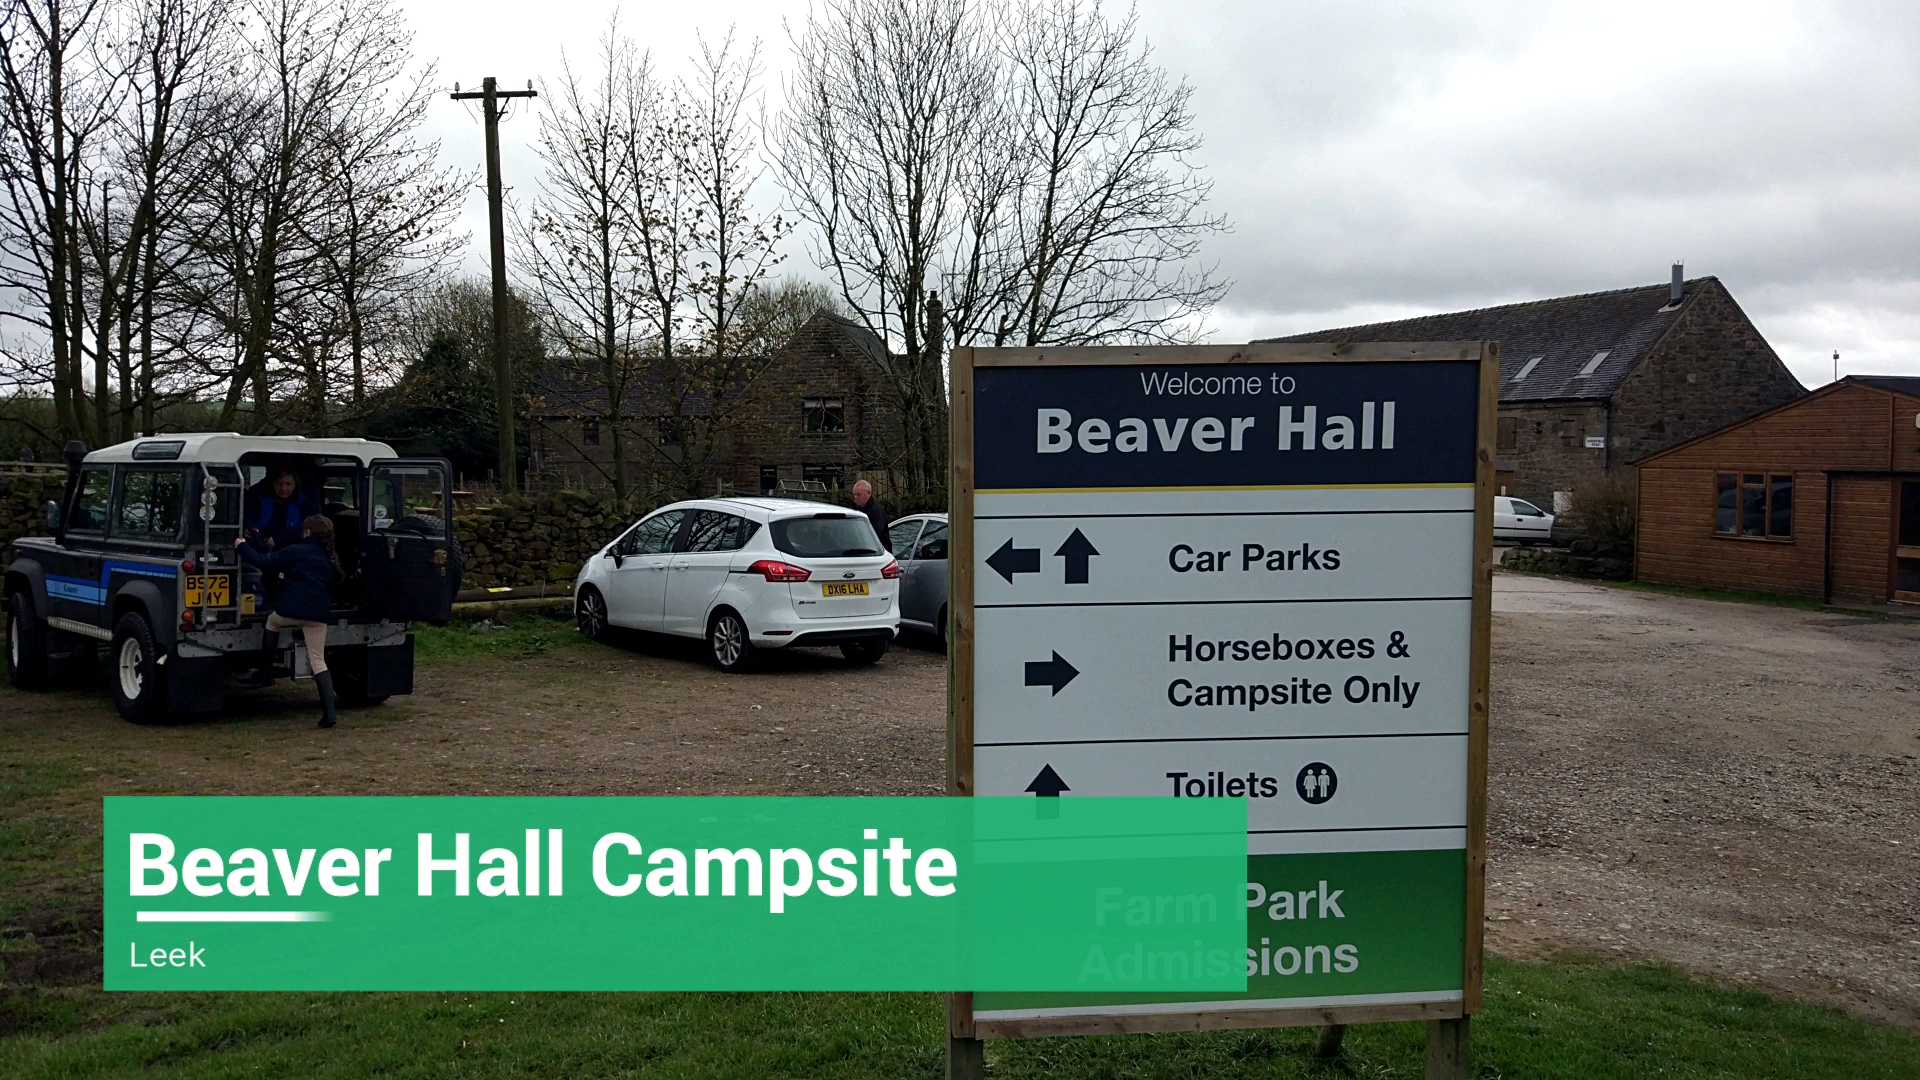 Welcome to
Beaver Hall
Car Parks
Horseboxes &
Campsite Only
Toilets
Farm Park
Admissions
B572
JMY
DX16 LHA
Beaver Hall Campsite
Leek